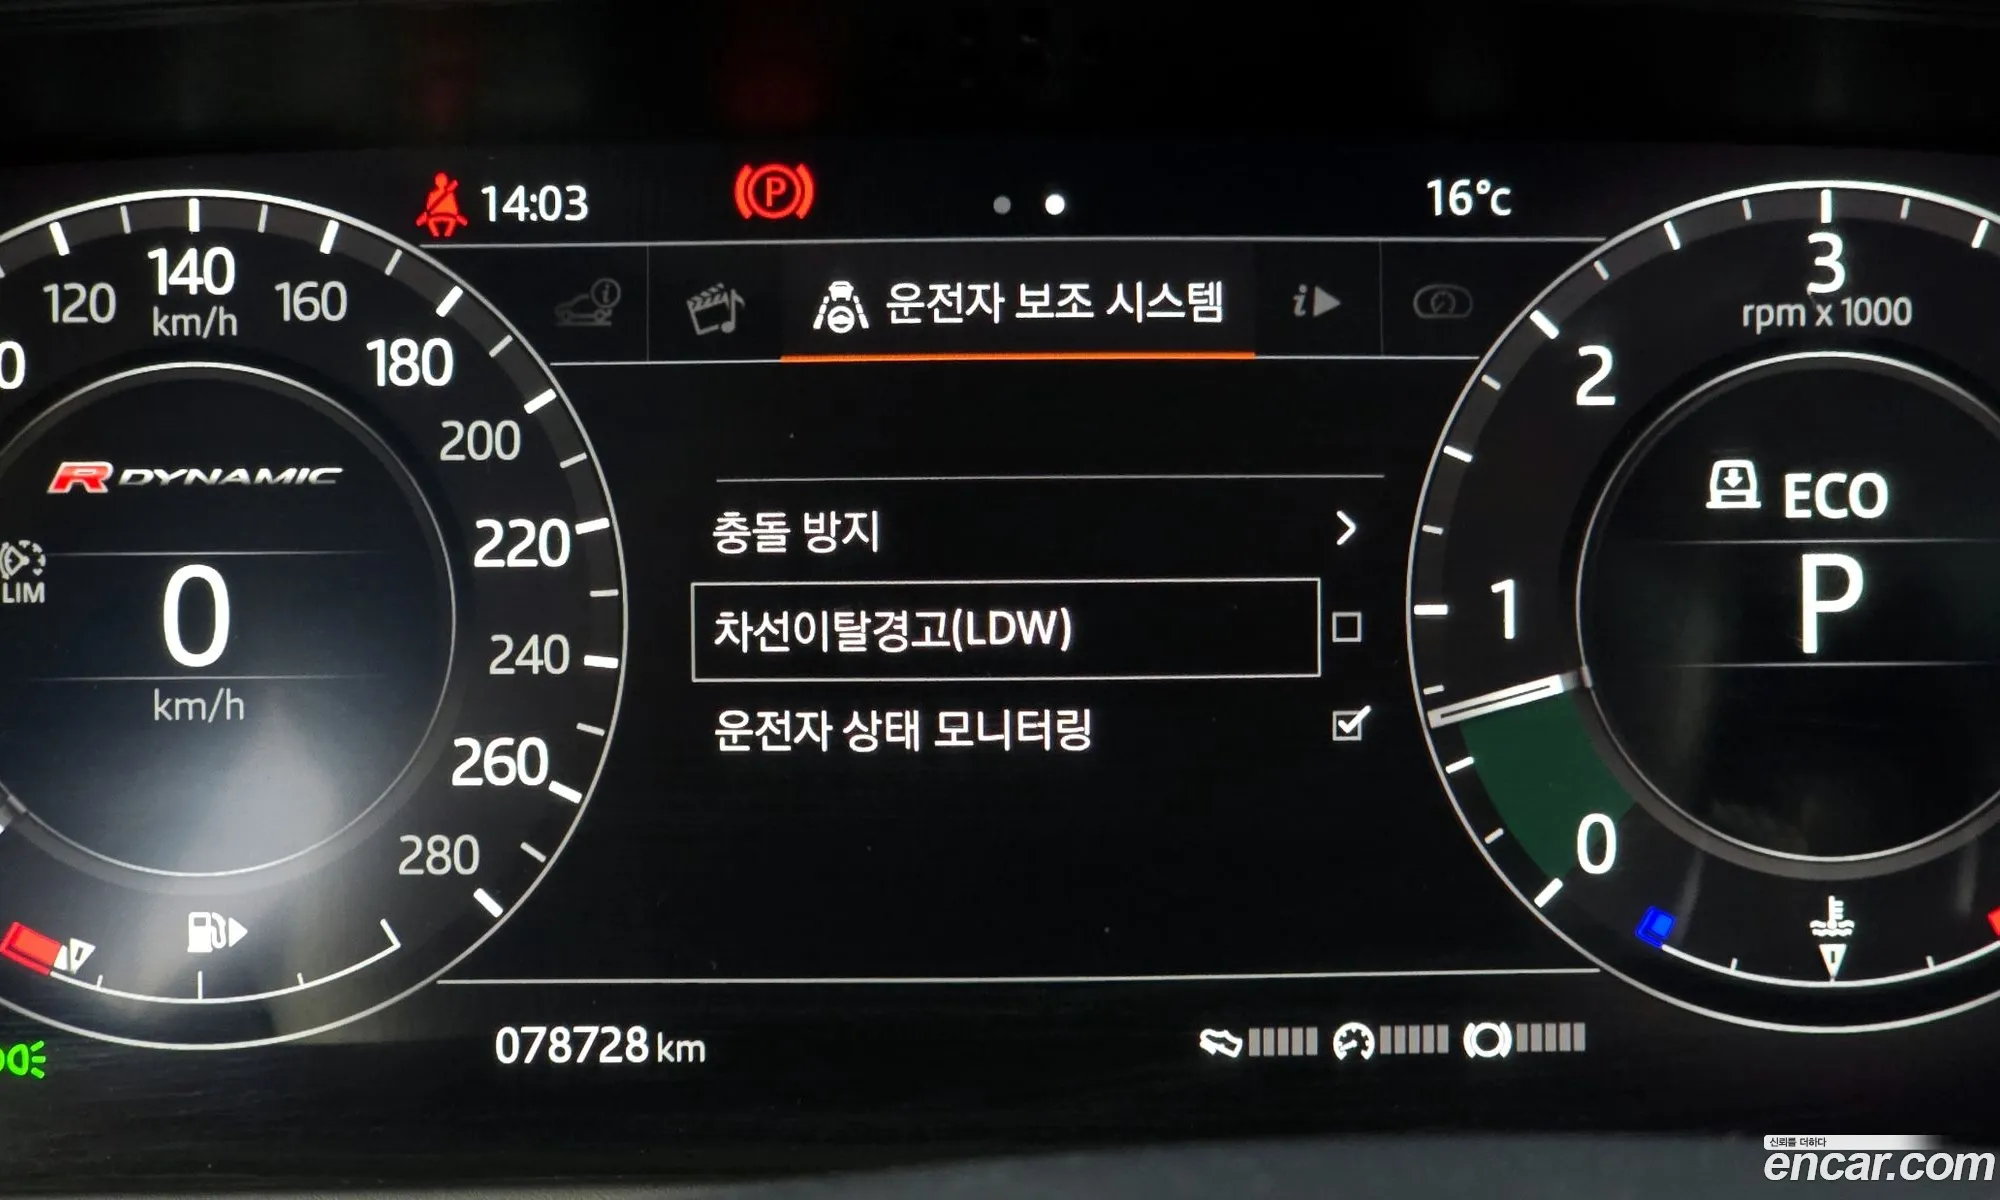 14:03
P
16°c
운전자 보조 시스템
i
120
140
160
km/h
180
200
220
240
260
280
R DYNAMIC
LIM
0
km/h
충돌 방지
차선이탈경고(LDW)
운전자 상태 모니터링
3
rpm x 1000
2
1
0
ECO
P
078728 km
신뢰를 더하다
encar.com